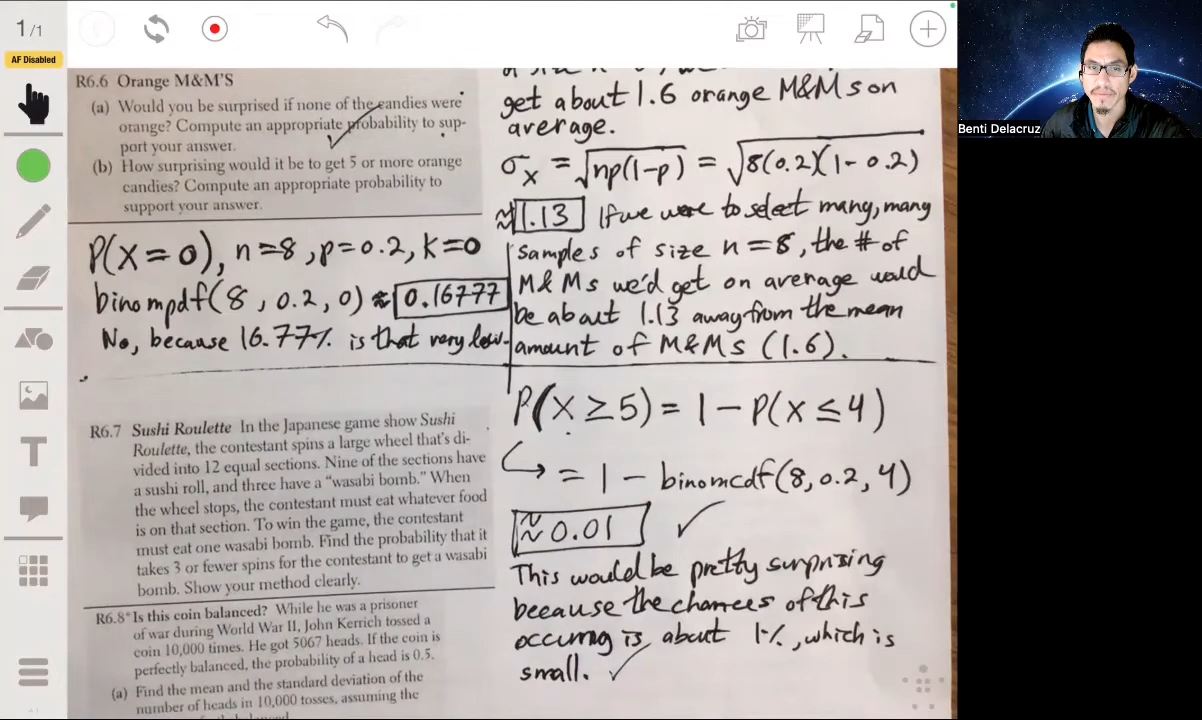 1/1
AF Disabled
Benti Delacruz
R6.6 Orange M&M'S
(a) Would you be surprised if none of the candies were
orange? Compute an appropriate probability to sup-
port your answer.
(b) How surprising would it be to get 5 or more orange
candies? Compute an appropriate probability to
support your answer.
P(X=0), n=8, p=0.2, k=0
binompdf(8, 0.2, 0) ≈ 0.16777
No, because 16.77% is that very low.
get about 1.6 orange M&Ms on
average.
σx = √np(1-p) = √8(0.2)(1-0.2)
≈ 1.13 If we were to select many, many
samples of size n=8, the # of
M&Ms we'd get on average would
be about 1.13 away from the mean
amount of M&Ms (1.6).
P(X ≥ 5) = 1 - P(X ≤ 4)
↳ = 1 - binomcdf(8, 0.2, 4)
≈ 0.01
This would be pretty surprising
because the chances of this
occuring is about 1%, which is
small.
R6.7 Sushi Roulette In the Japanese game show Sushi
Roulette, the contestant spins a large wheel that's di-
vided into 12 equal sections. Nine of the sections have
a sushi roll, and three have a "wasabi bomb." When
the wheel stops, the contestant must eat whatever food
is on that section. To win the game, the contestant
must eat one wasabi bomb. Find the probability that it
takes 3 or fewer spins for the contestant to get a wasabi
bomb. Show your method clearly.
R6.8* Is this coin balanced? While he was a prisoner
of war during World War II, John Kerrich tossed a
coin 10,000 times. He got 5067 heads. If the coin is
perfectly balanced, the probability of a head is 0.5.
(a) Find the mean and the standard deviation of the
number of heads in 10,000 tosses, assuming the